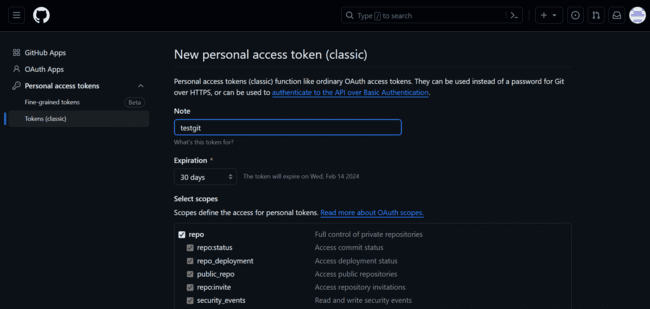 Type / to search
GitHub Apps
OAuth Apps
Personal access tokens
Fine-grained tokens
Beta
Tokens (classic)
New personal access token (classic)
Personal access tokens (classic) function like ordinary OAuth access tokens. They can be used instead of a password for Git
over HTTPS, or can be used to authenticate to the API over Basic Authentication.
Note
testgit
What's this token for?
Expiration *
30 days The token will expire on Wed, Feb 14 2024
Select scopes
Scopes define the access for personal tokens. Read more about OAuth scopes.
repo Full control of private repositories
repo:status Access commit status
repo_deployment Access deployment status
public_repo Access public repositories
repo:invite Access repository invitations
security_events Read and write security events